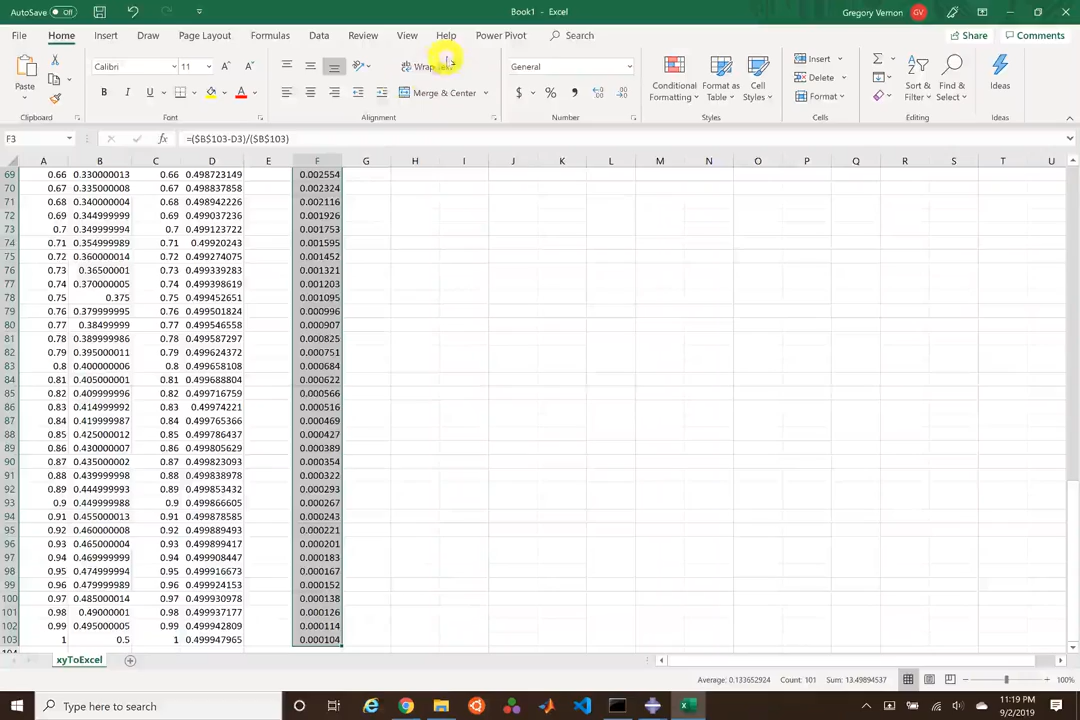 AutoSave Off Book1 - Excel Gregory Vernon GV
File Home Insert Draw Page Layout Formulas Data Review View Help Power Pivot Search Share Comments
Paste
Clipboard
Calibri 11
B I U A
Font
Wrap
Merge & Center
Alignment
General
$ % ,
Number
Conditional Formatting
Format as Table
Cell Styles
Styles
Insert
Delete
Format
Cells
Sort & Filter
Find & Select
Editing
Ideas
Ideas
F3 fx =($B$103-D3)/($B$103)
A B C D E F G H I J K L M N O P Q R S T U
69 0.66 0.330000013 0.66 0.498723149 0.002554
70 0.67 0.335000008 0.67 0.498837858 0.002324
71 0.68 0.340000004 0.68 0.498942226 0.002116
72 0.69 0.344999999 0.69 0.499037236 0.001926
73 0.7 0.349999994 0.7 0.499123722 0.001753
74 0.71 0.354999989 0.71 0.49920243 0.001595
75 0.72 0.360000014 0.72 0.499274075 0.001452
76 0.73 0.36500001 0.73 0.499339283 0.001321
77 0.74 0.370000005 0.74 0.499398619 0.001203
78 0.75 0.375 0.75 0.499452651 0.001095
79 0.76 0.379999995 0.76 0.499501824 0.000996
80 0.77 0.38499999 0.77 0.499546558 0.000907
81 0.78 0.389999986 0.78 0.499587297 0.000825
82 0.79 0.395000011 0.79 0.499624372 0.000751
83 0.8 0.400000006 0.8 0.499658108 0.000684
84 0.81 0.405000001 0.81 0.499688804 0.000622
85 0.82 0.409999996 0.82 0.499716759 0.000566
86 0.83 0.414999992 0.83 0.49974221 0.000516
87 0.84 0.419999987 0.84 0.499765366 0.000469
88 0.85 0.425000012 0.85 0.499786437 0.000427
89 0.86 0.430000007 0.86 0.499805629 0.000389
90 0.87 0.435000002 0.87 0.499823093 0.000354
91 0.88 0.439999998 0.88 0.499838978 0.000322
92 0.89 0.444999993 0.89 0.499853432 0.000293
93 0.9 0.449999988 0.9 0.499866605 0.000267
94 0.91 0.455000013 0.91 0.499878585 0.000243
95 0.92 0.460000008 0.92 0.499889493 0.000221
96 0.93 0.465000004 0.93 0.499899417 0.000201
97 0.94 0.469999999 0.94 0.499908447 0.000183
98 0.95 0.474999994 0.95 0.499916673 0.000167
99 0.96 0.479999989 0.96 0.499924153 0.000152
100 0.97 0.485000014 0.97 0.499930978 0.000138
101 0.98 0.49000001 0.98 0.499937177 0.000126
102 0.99 0.495000005 0.99 0.499942809 0.000114
103 1 0.5 1 0.499947965 0.000104
xyToExcel
Average: 0.133652924 Count: 101 Sum: 13.49894537 100%
Type here to search 11:19 PM
9/2/2019